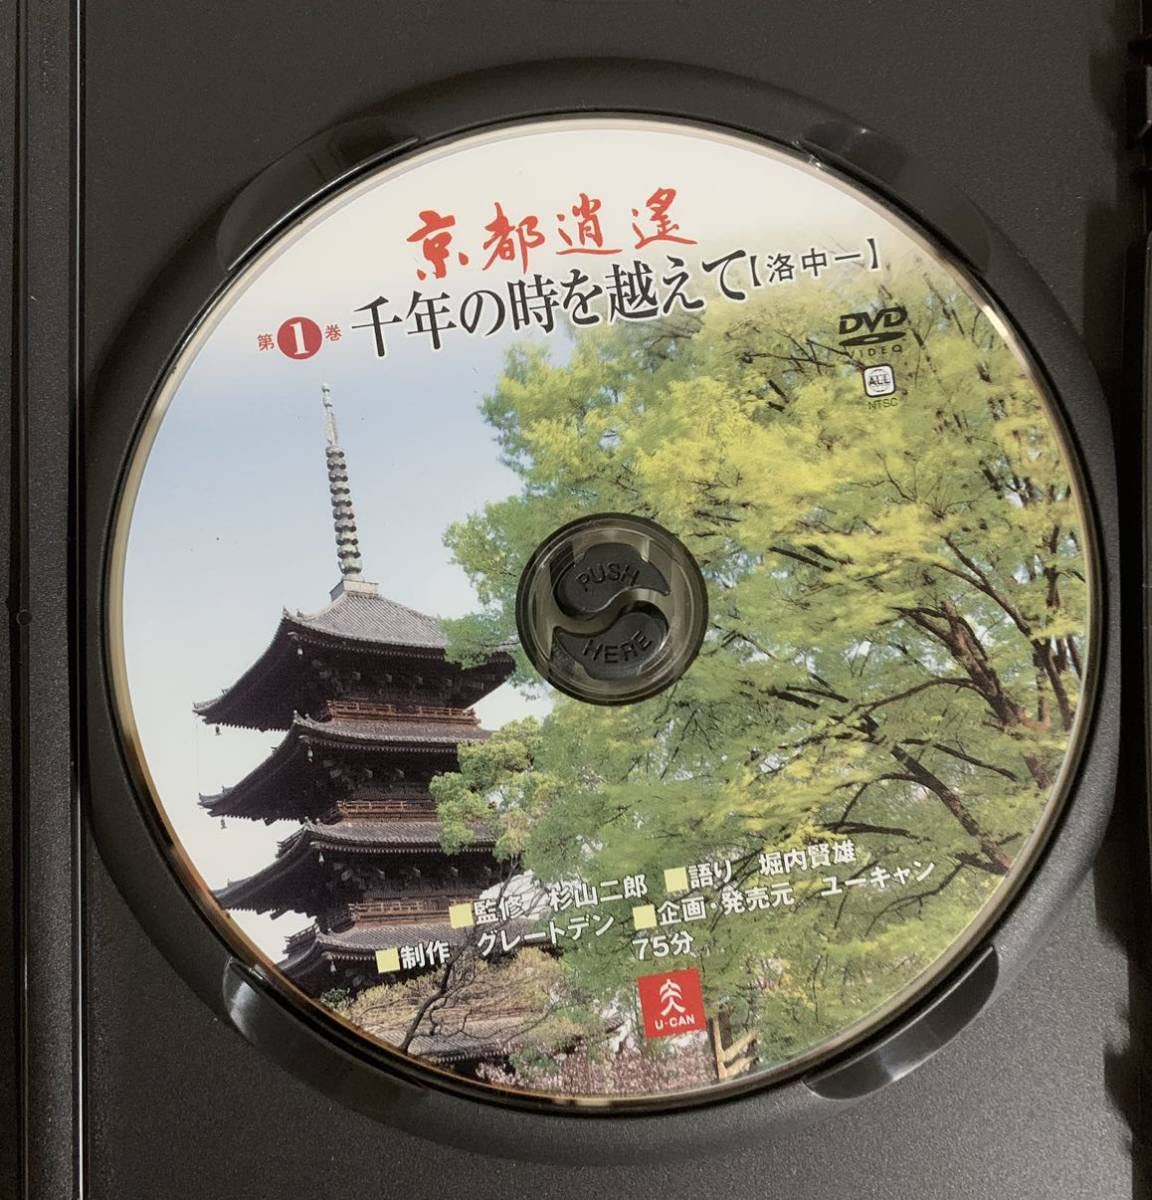 京都逍遙
第1巻 千年の時を越えて【洛中一】
DVD
VIDEO
ALL
NTSC
PUSH
HERE
■監修 杉山二郎 ■語り 堀内賢雄
■制作 グレートデン ■企画・発売元 ユーキャン
75分
U-CAN